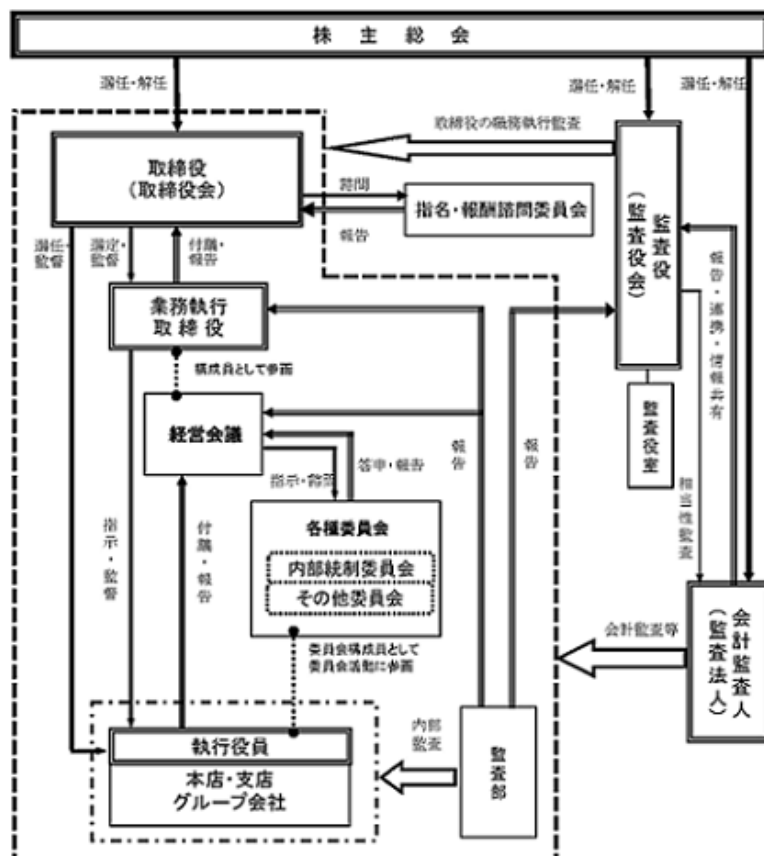 株主総会
選任・解任
選任・解任
選任・解任
取締役の職務執行監査
取締役
(取締役会)
諮問
報告
指名・報酬諮問委員会
監査役
(監査役会)
選任・
監督
選定・
監督
付議・
報告
報告・連携・情報共有
業務執行
取締役
構成員として参画
監査役室
経営会議
報告
報告
答申・報告
指示・諮問
相当性監査
指示・監督
付議・報告
各種委員会
内部統制委員会
その他委員会
会計監査人
(監査法人)
会計監査等
委員会構成員として
委員会活動に参画
監査部
内部
監査
執行役員
本店・支店
グループ会社